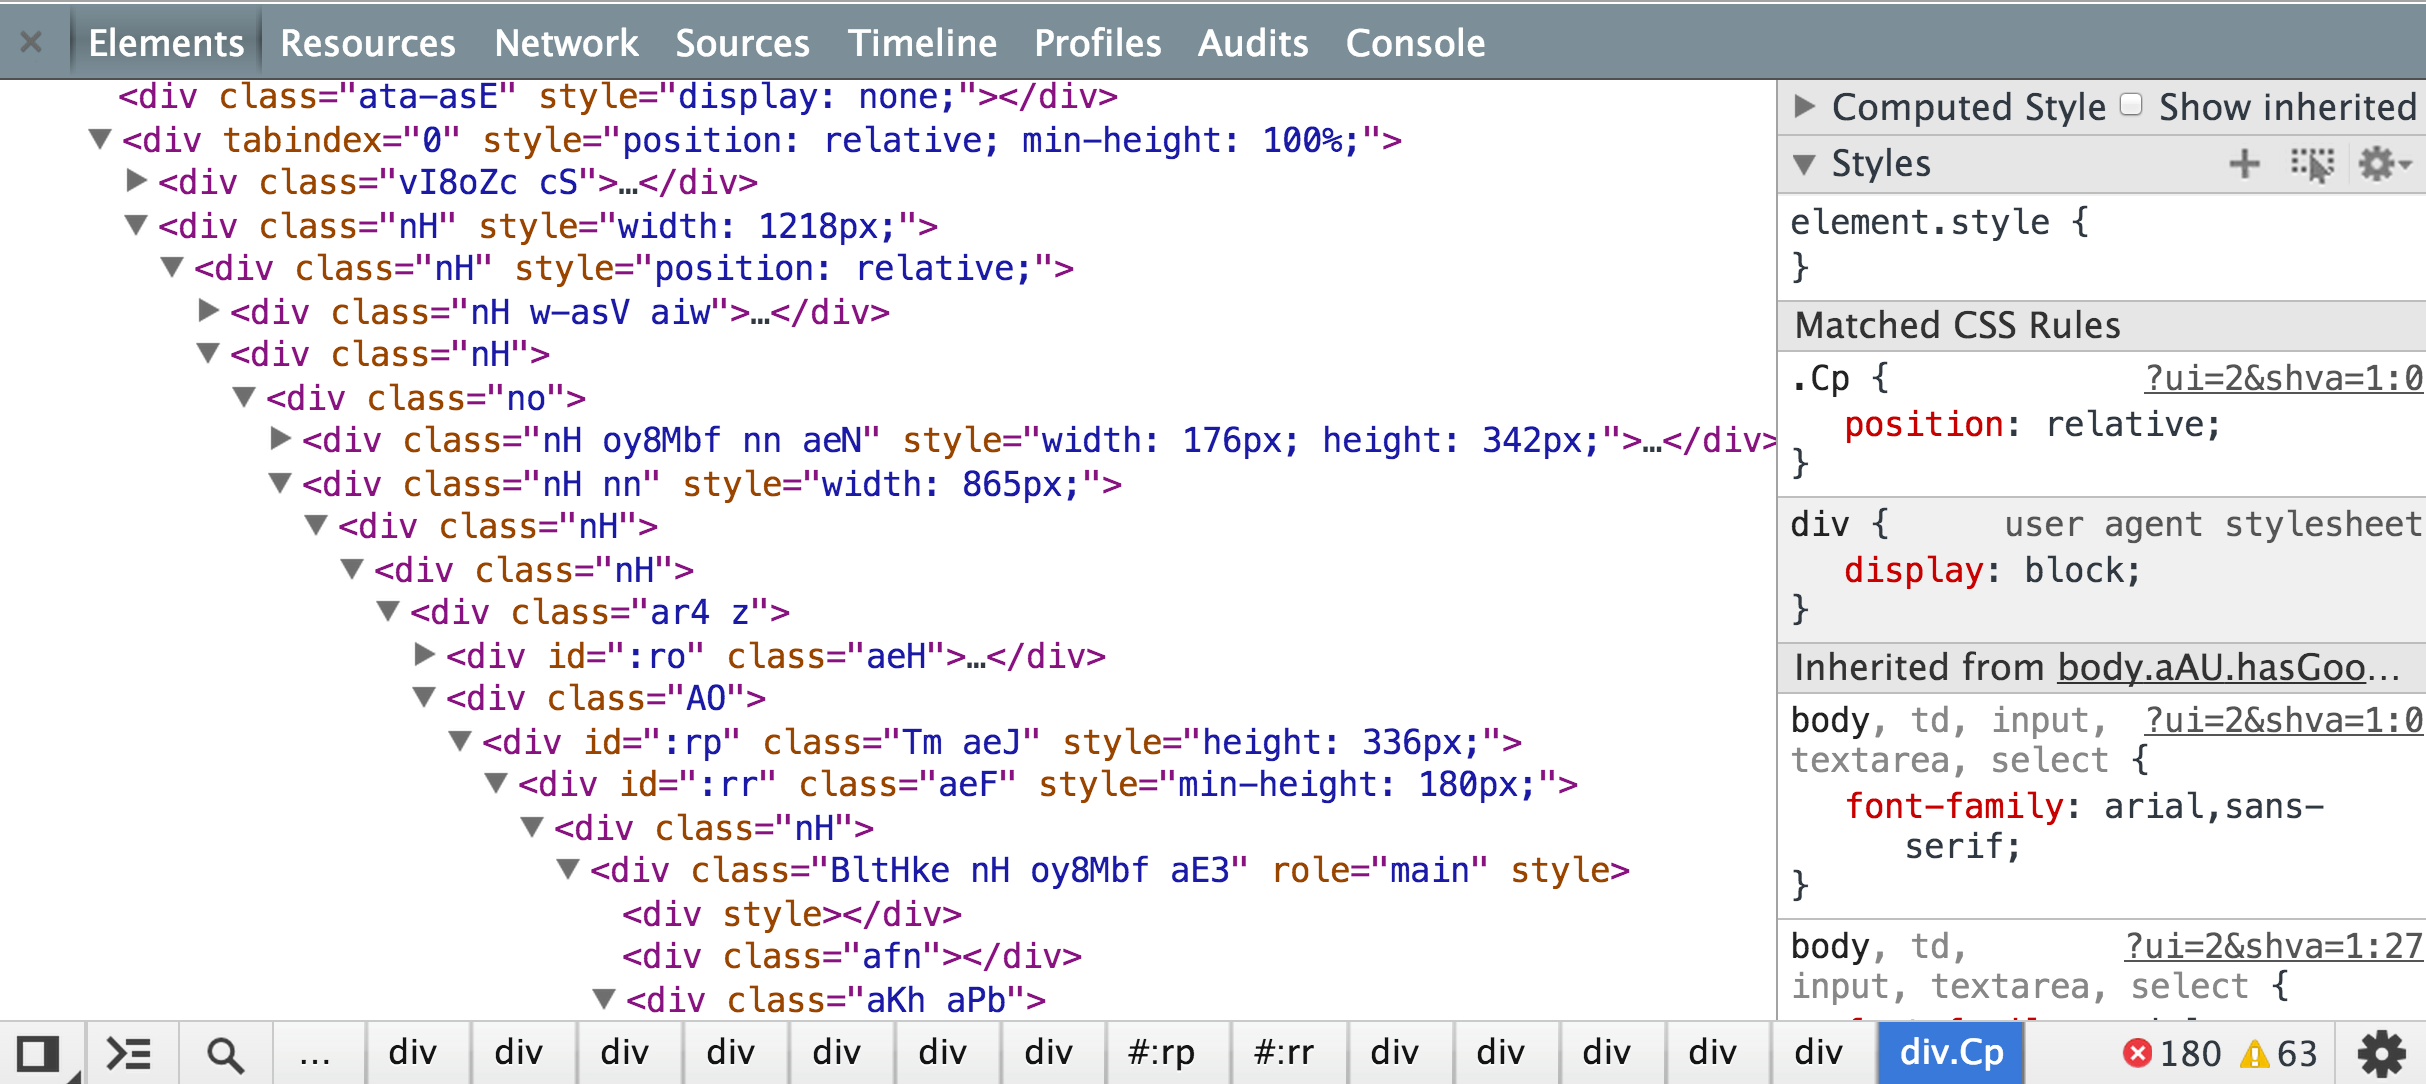 × Elements Resources Network Sources Timeline Profiles Audits Console
<div class="ata-asE" style="display: none;"></div>
<div tabindex="0" style="position: relative; min-height: 100%;">
<div class="vI8oZc cS">…</div>
<div class="nH" style="width: 1218px;">
<div class="nH" style="position: relative;">
<div class="nH w-asV aiw">…</div>
<div class="nH">
<div class="no">
<div class="nH oy8Mbf nn aeN" style="width: 176px; height: 342px;">…</div>
<div class="nH nn" style="width: 865px;">
<div class="nH">
<div class="nH">
<div class="ar4 z">
<div id=":ro" class="aeH">…</div>
<div class="AO">
<div id=":rp" class="Tm aeJ" style="height: 336px;">
<div id=":rr" class="aeF" style="min-height: 180px;">
<div class="nH">
<div class="BltHke nH oy8Mbf aE3" role="main" style>
<div style></div>
<div class="afn"></div>
<div class="aKh aPb">
Computed Style Show inherited
Styles
element.style {
}
Matched CSS Rules
.Cp { ?ui=2&shva=1:0
position: relative;
}
div { user agent stylesheet
display: block;
}
Inherited from body.aAU.hasGoo…
body, td, input, ?ui=2&shva=1:0
textarea, select {
font-family: arial,sans-
serif;
}
body, td, ?ui=2&shva=1:27
input, textarea, select {
... div div div div div div div #:rp #:rr div div div div div div.Cp 180 63